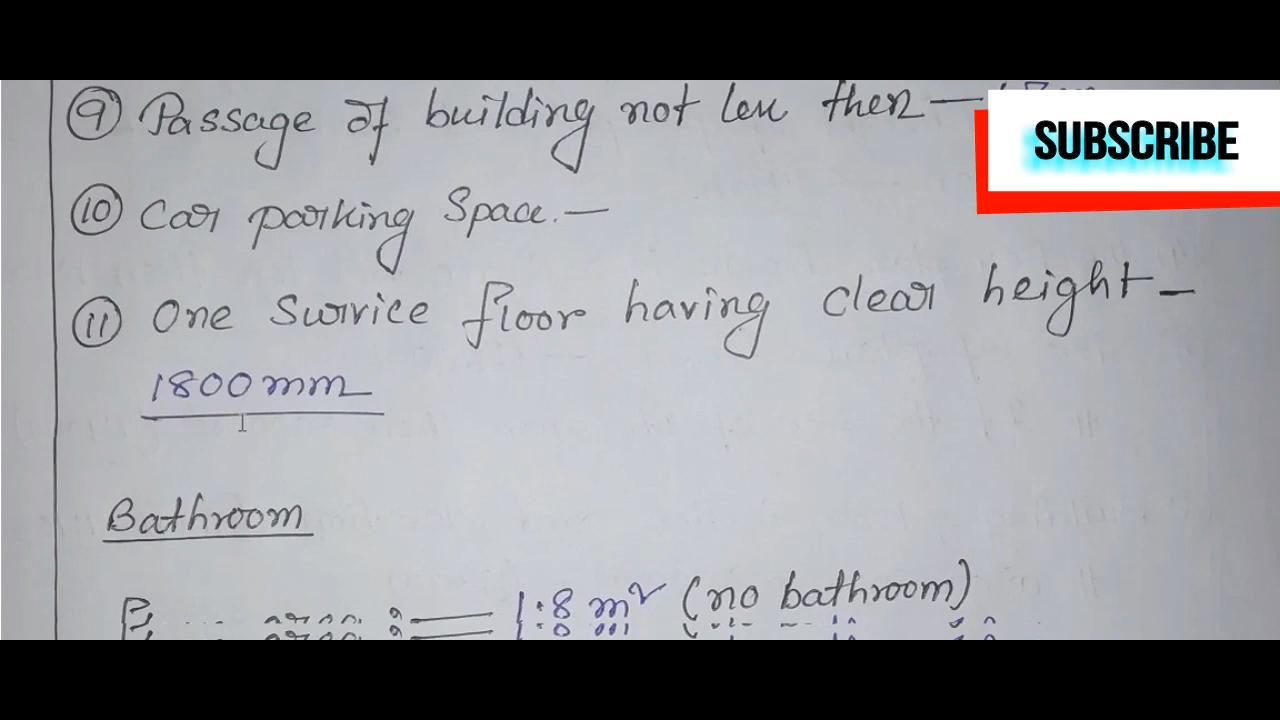 ⑨ Passage of building not less then —
SUBSCRIBE
⑩ Car parking Space. —
⑪ One Survice floor having clear height -
1800mm
Bathroom
= 1.8 m² (no bathroom)